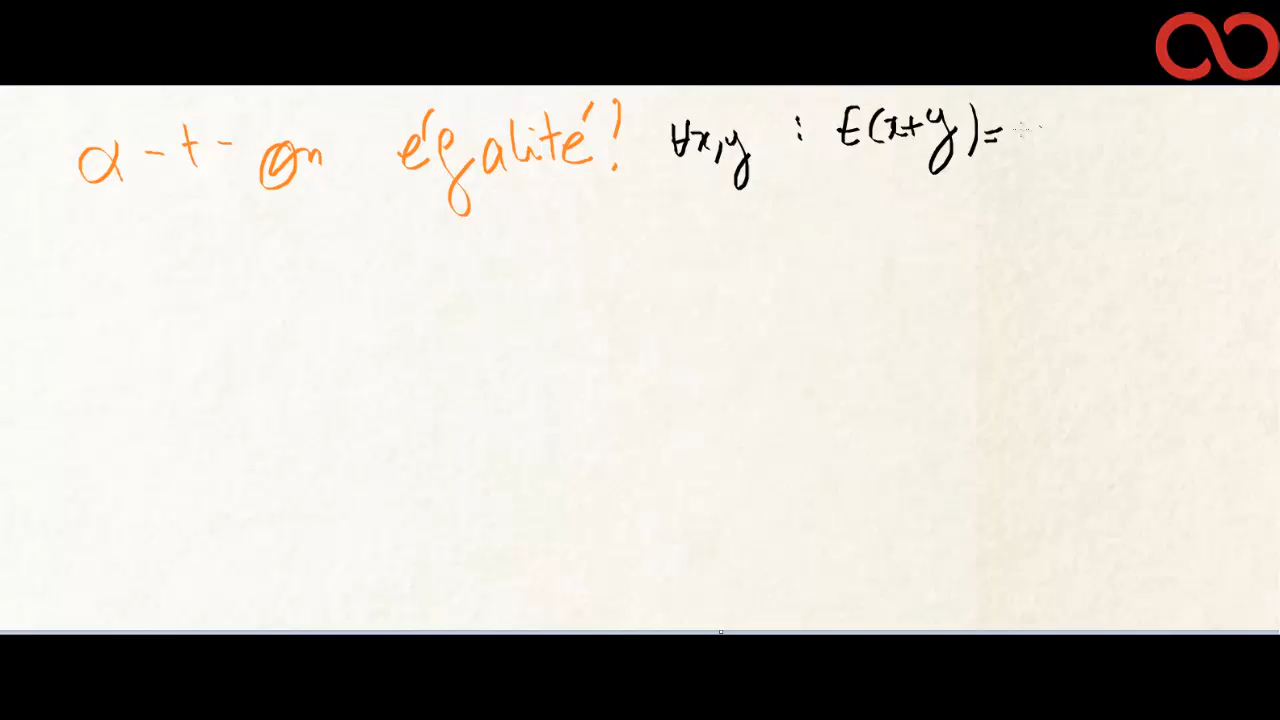 a-t-on égalité? ∀x,y : E(x+y)=